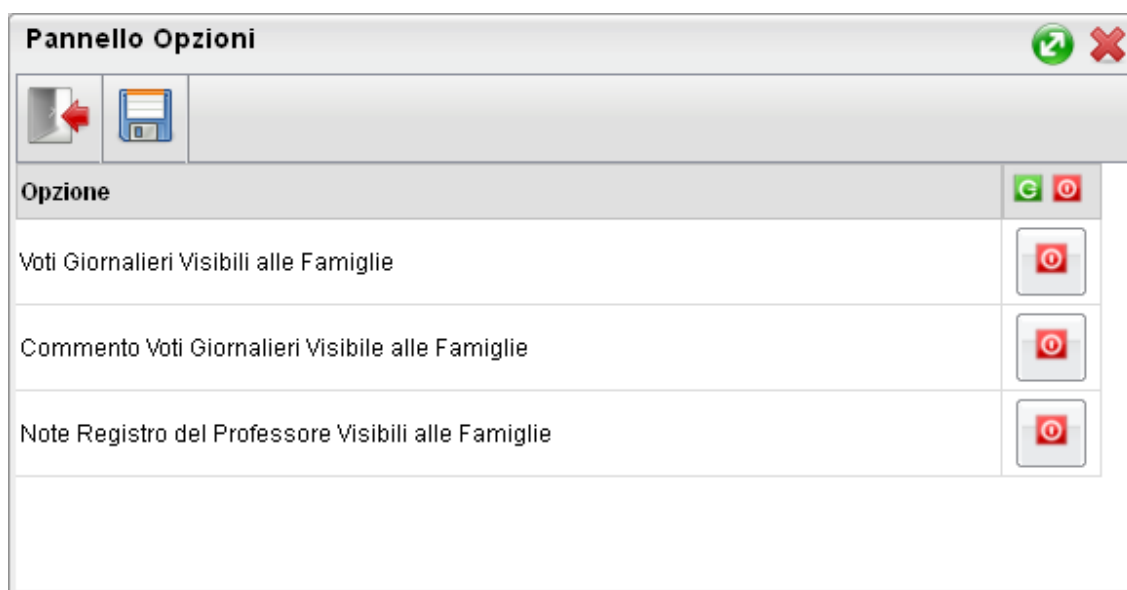 Pannello Opzioni
Opzione
Voti Giornalieri Visibili alle Famiglie
Commento Voti Giornalieri Visibile alle Famiglie
Note Registro del Professore Visibili alle Famiglie